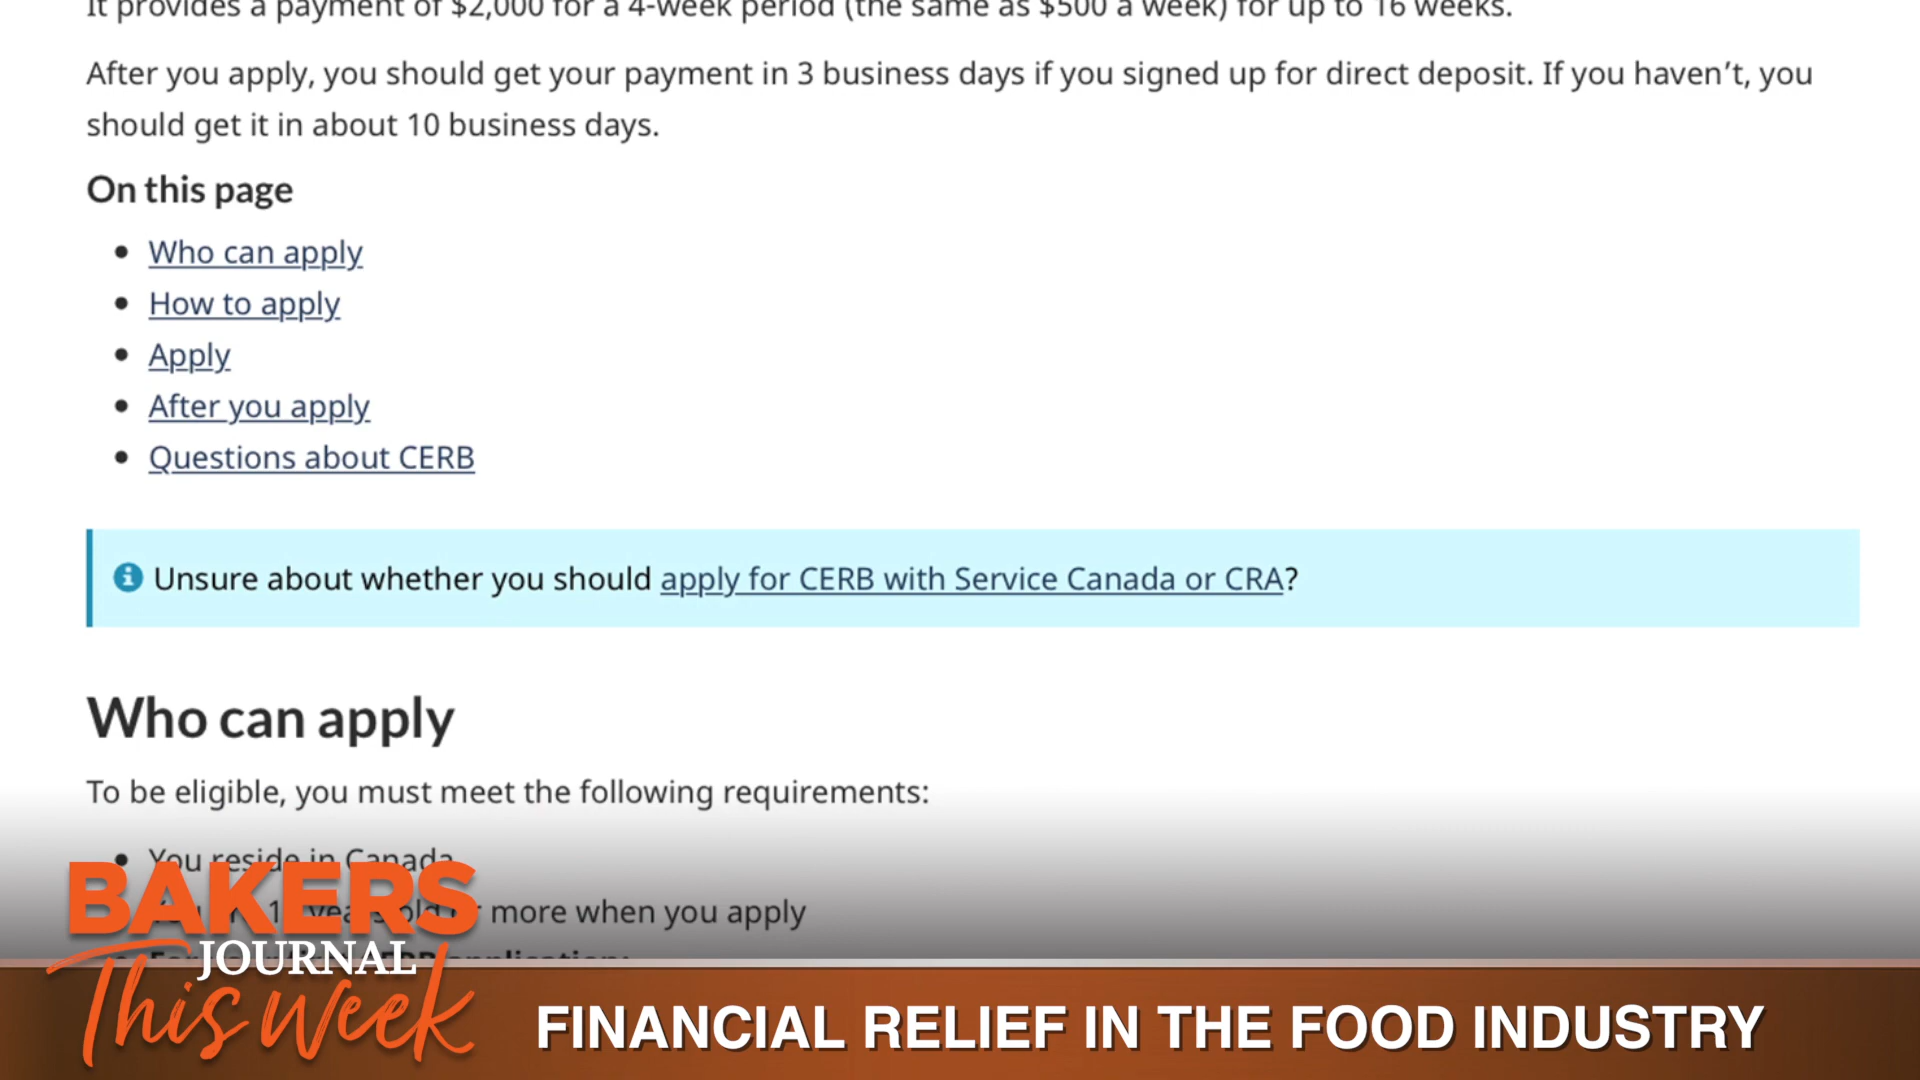 It provides a payment of $2,000 for a 4-week period (the same as $500 a week) for up to 16 weeks.
After you apply, you should get your payment in 3 business days if you signed up for direct deposit. If you haven’t, you
should get it in about 10 business days.
On this page
• Who can apply
• How to apply
• Apply
• After you apply
• Questions about CERB
Unsure about whether you should apply for CERB with Service Canada or CRA?
Who can apply
To be eligible, you must meet the following requirements:
• You reside in Canada
old or more when you apply
BAKERS
JOURNAL
This Week
FINANCIAL RELIEF IN THE FOOD INDUSTRY